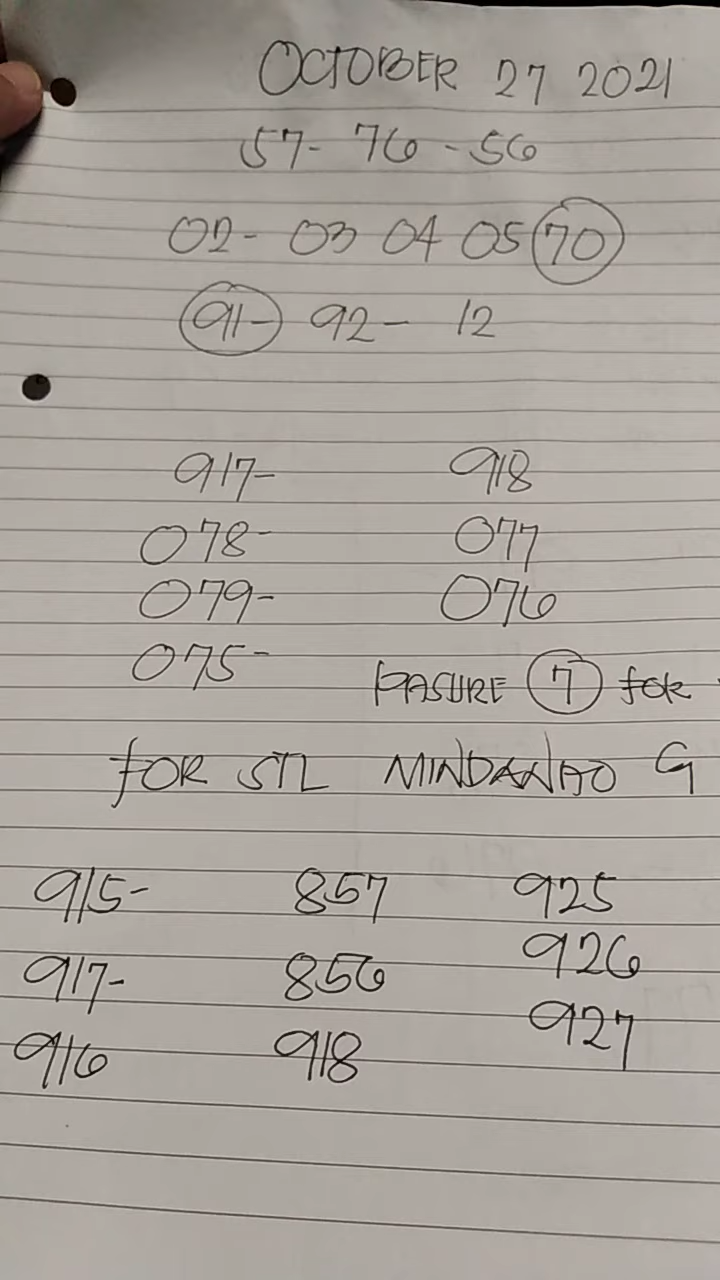 OCTOBER 27 2021
57- 76 - 56
02- 03 04 05 70
91- 92- 12
917- 918
078- 077
079- 076
075-
PASURE 7 for
FOR STL MINDANAO G
915- 857 925
917- 856 926
916 918 927